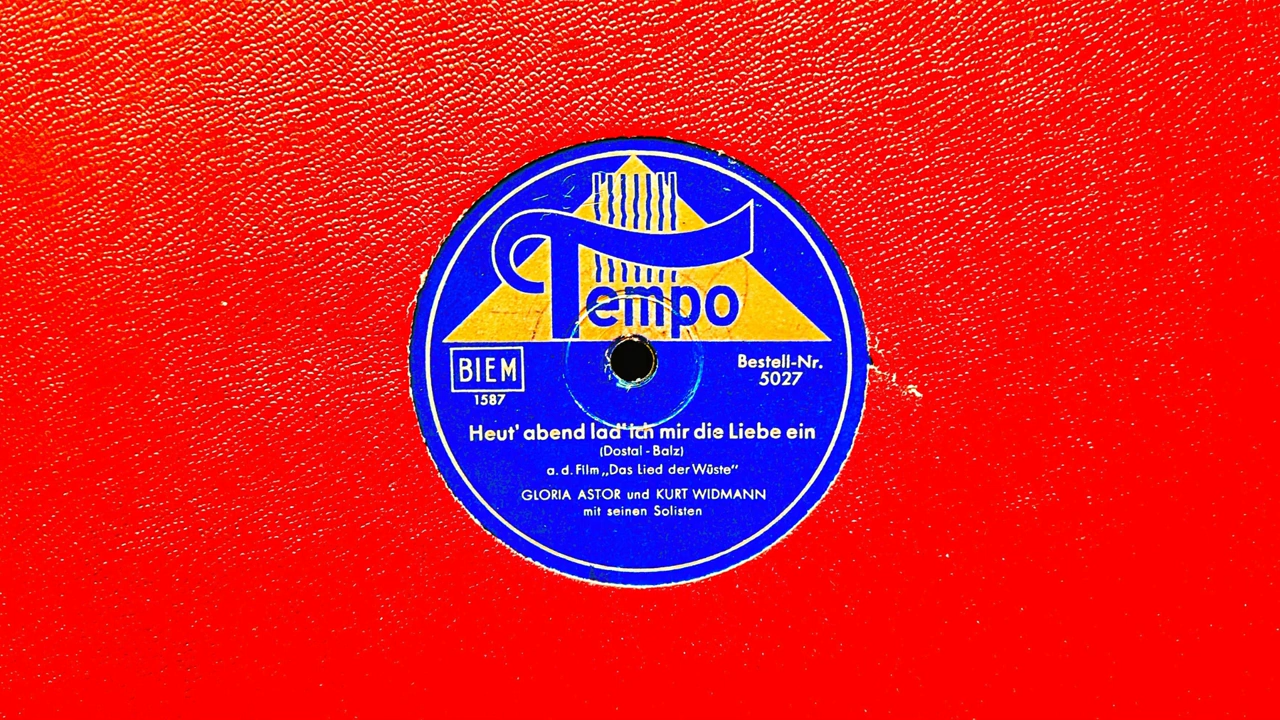 Tempo
BIEM
1587
Bestell-Nr.
5027
Heut' abend lad' ich mir die Liebe ein
(Dostal - Balz)
a. d. Film „Das Lied der Wüste"
GLORIA ASTOR und KURT WIDMANN
mit seinen Solisten